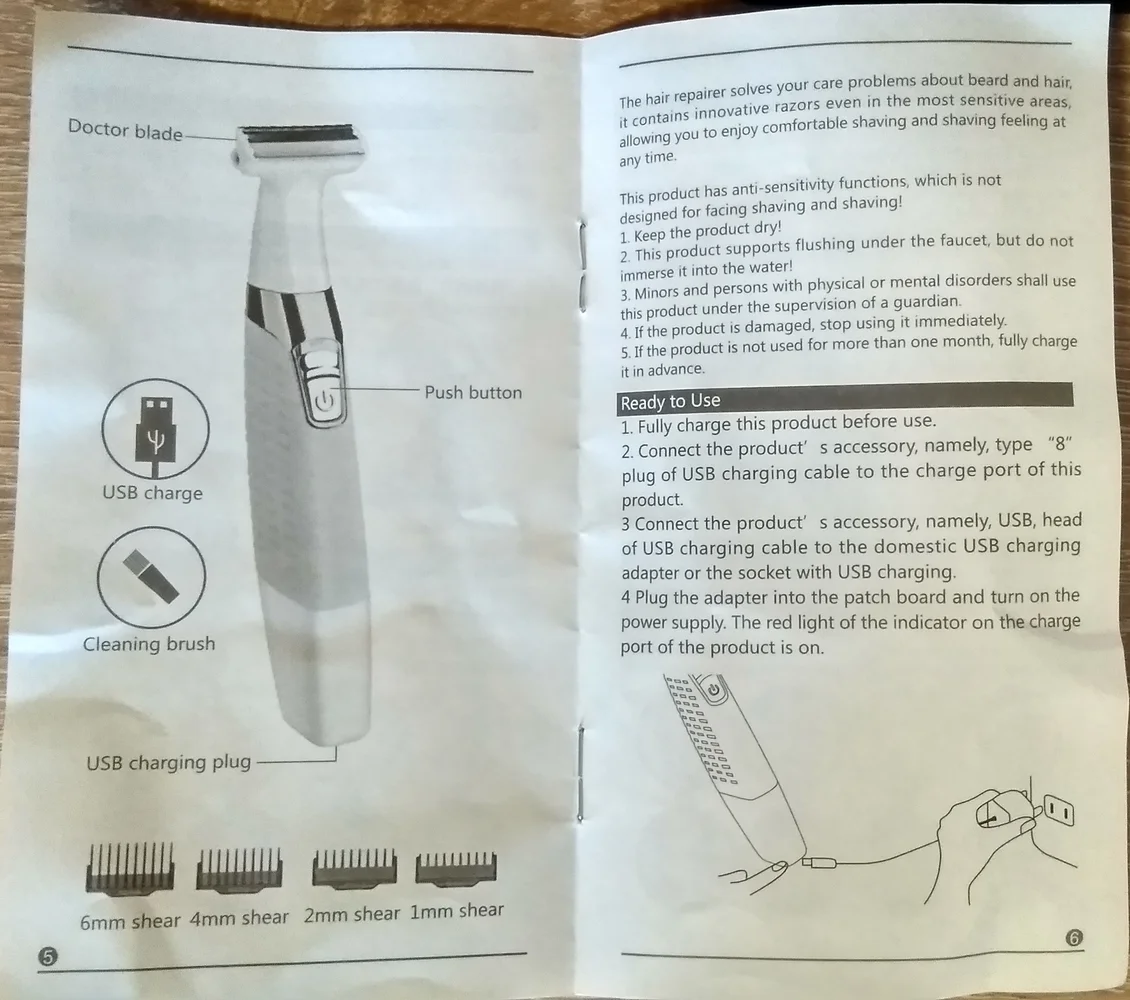 Doctor blade
Push button
USB charge
Cleaning brush
USB charging plug
6mm shear 4mm shear 2mm shear 1mm shear
5
The hair repairer solves your care problems about beard and hair,
it contains innovative razors even in the most sensitive areas,
allowing you to enjoy comfortable shaving and shaving feeling at
any time.
This product has anti-sensitivity functions, which is not
designed for facing shaving and shaving!
1. Keep the product dry!
2. This product supports flushing under the faucet, but do not
immerse it into the water!
3. Minors and persons with physical or mental disorders shall use
this product under the supervision of a guardian.
4. If the product is damaged, stop using it immediately.
5. If the product is not used for more than one month, fully charge
it in advance.
Ready to Use
1. Fully charge this product before use.
2. Connect the product’ s accessory, namely, type “8”
plug of USB charging cable to the charge port of this
product.
3 Connect the product’ s accessory, namely, USB, head
of USB charging cable to the domestic USB charging
adapter or the socket with USB charging.
4 Plug the adapter into the patch board and turn on the
power supply. The red light of the indicator on the charge
port of the product is on.
6